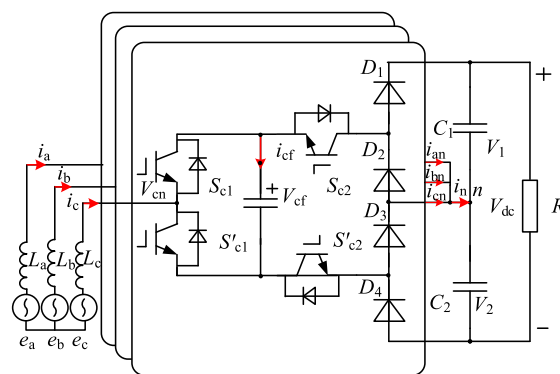 D1
C1
V1
+
ia
ib
ic
Vcn
Sc1
icf
+
Vcf
Sc2
D2
ian
ibn
icn
in
n
Vdc
R
D3
S'c1
S'c2
La
Lb
Lc
D4
C2
V2
−
ea
eb
ec